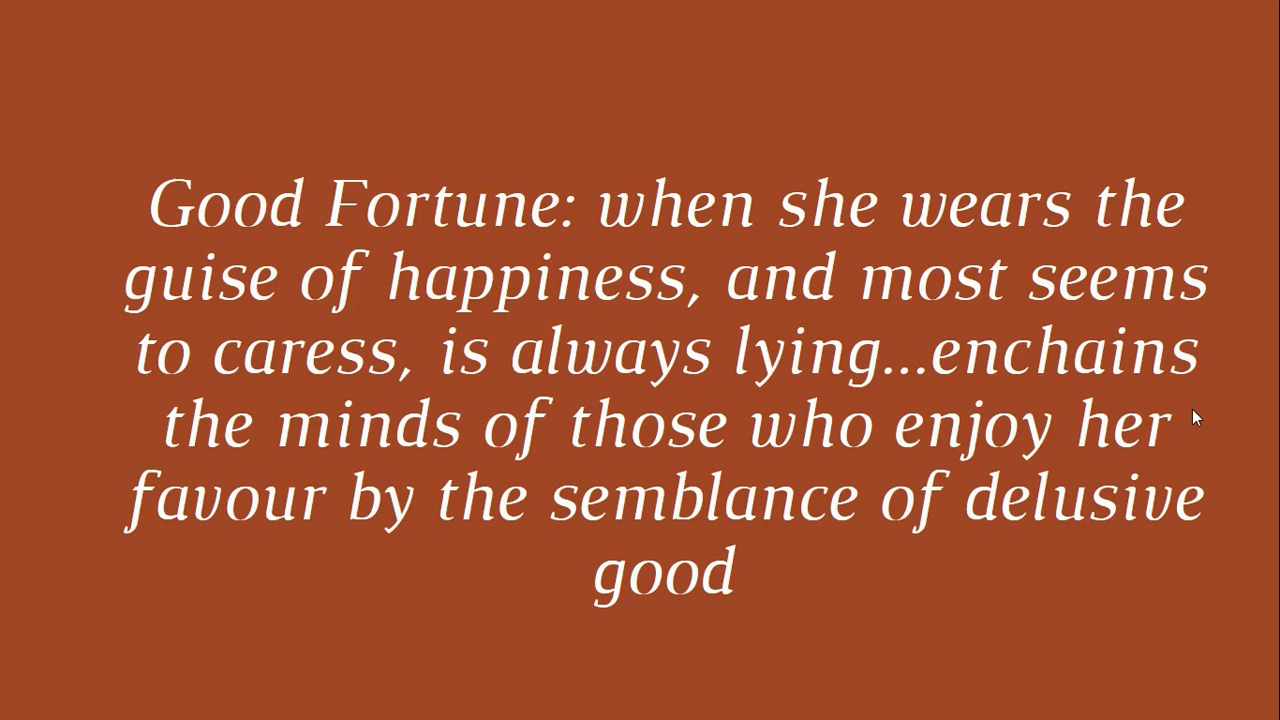 Good Fortune: when she wears the
guise of happiness, and most seems
to caress, is always lying...enchains
the minds of those who enjoy her
favour by the semblance of delusive
good